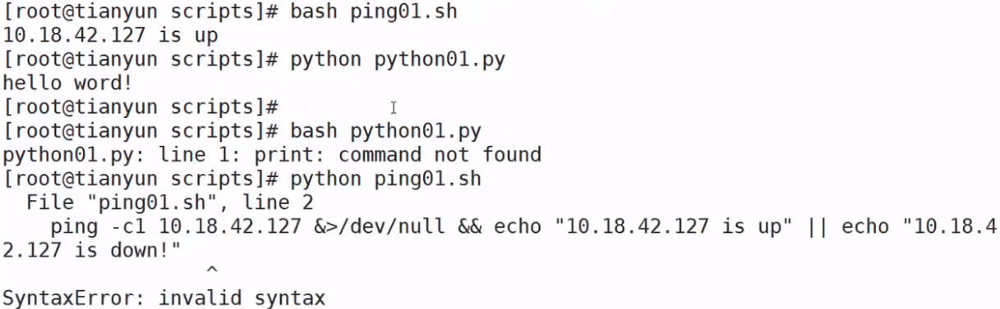 [root@tianyun scripts]# bash ping01.sh
10.18.42.127 is up
[root@tianyun scripts]# python python01.py
hello word!
[root@tianyun scripts]#
[root@tianyun scripts]# bash python01.py
python01.py: line 1: print: command not found
[root@tianyun scripts]# python ping01.sh
  File "ping01.sh", line 2
    ping -c1 10.18.42.127 &>/dev/null && echo "10.18.42.127 is up" || echo "10.18.4
2.127 is down!"
                 ^
SyntaxError: invalid syntax